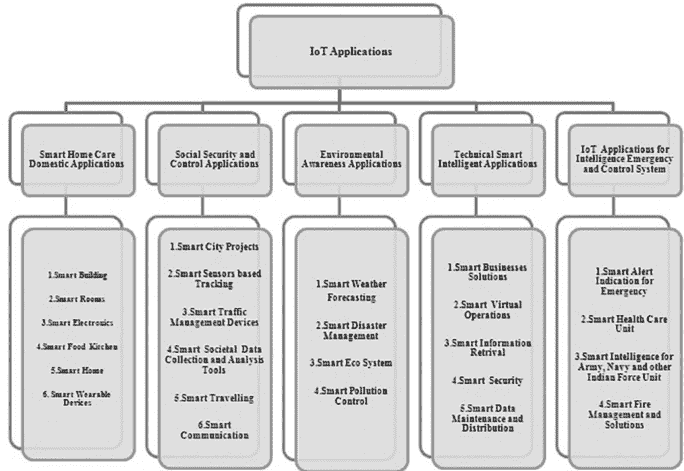 IoT Applications
Smart Home Care
Domestic Applications
Social Security and
Control Applications
Environmental
Awareness Applications
Technical Smart
Intelligent Applications
IoT Applications for
Intelligence Emergency
and Control System
1.Smart Building
2.Smart Rooms
3.Smart Electronics
4.Smart Food Kitchen
5.Smart Home
6. Smart Wearable
Devices
1.Smart City Projects
2.Smart Sensors based
Tracking
3.Smart Traffic
Management Devices
4.Smart Societal Data
Collection and Analysis
Tools
5.Smart Travelling
6.Smart
Communication
1.Smart Weather
Forecasting
2.Smart Disaster
Management
3.Smart Eco System
4.Smart Pollution
Control
1.Smart Businesses
Solutions
2.Smart Virtual
Operations
3.Smart Information
Retrival
4.Smart Security
5.Smart Data
Maintenance and
Distribution
1.Smart Alert
Indication for
Emergency
2.Smart Health Care
Unit
3.Smart Intelligence for
Army, Navy and other
Indian Force Unit
4.Smart Fire
Management and
Solutions